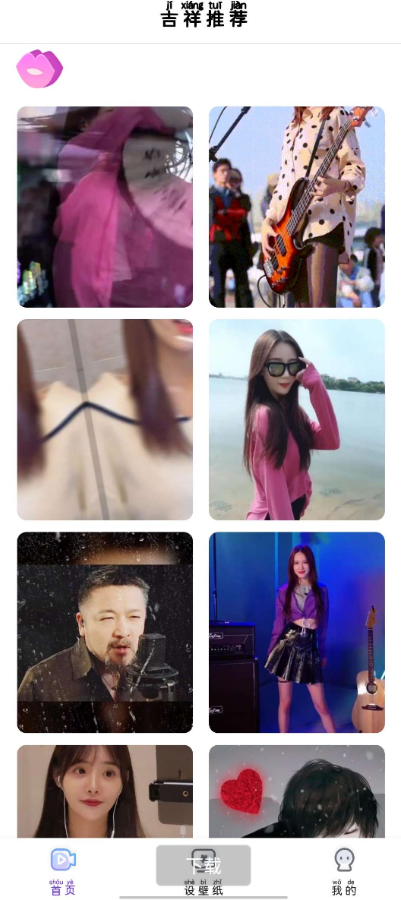 jí xiáng tuī jiàn
吉祥推荐
下载
shǒu yè
首页
shè bì zhǐ
设壁纸
wǒ de
我的